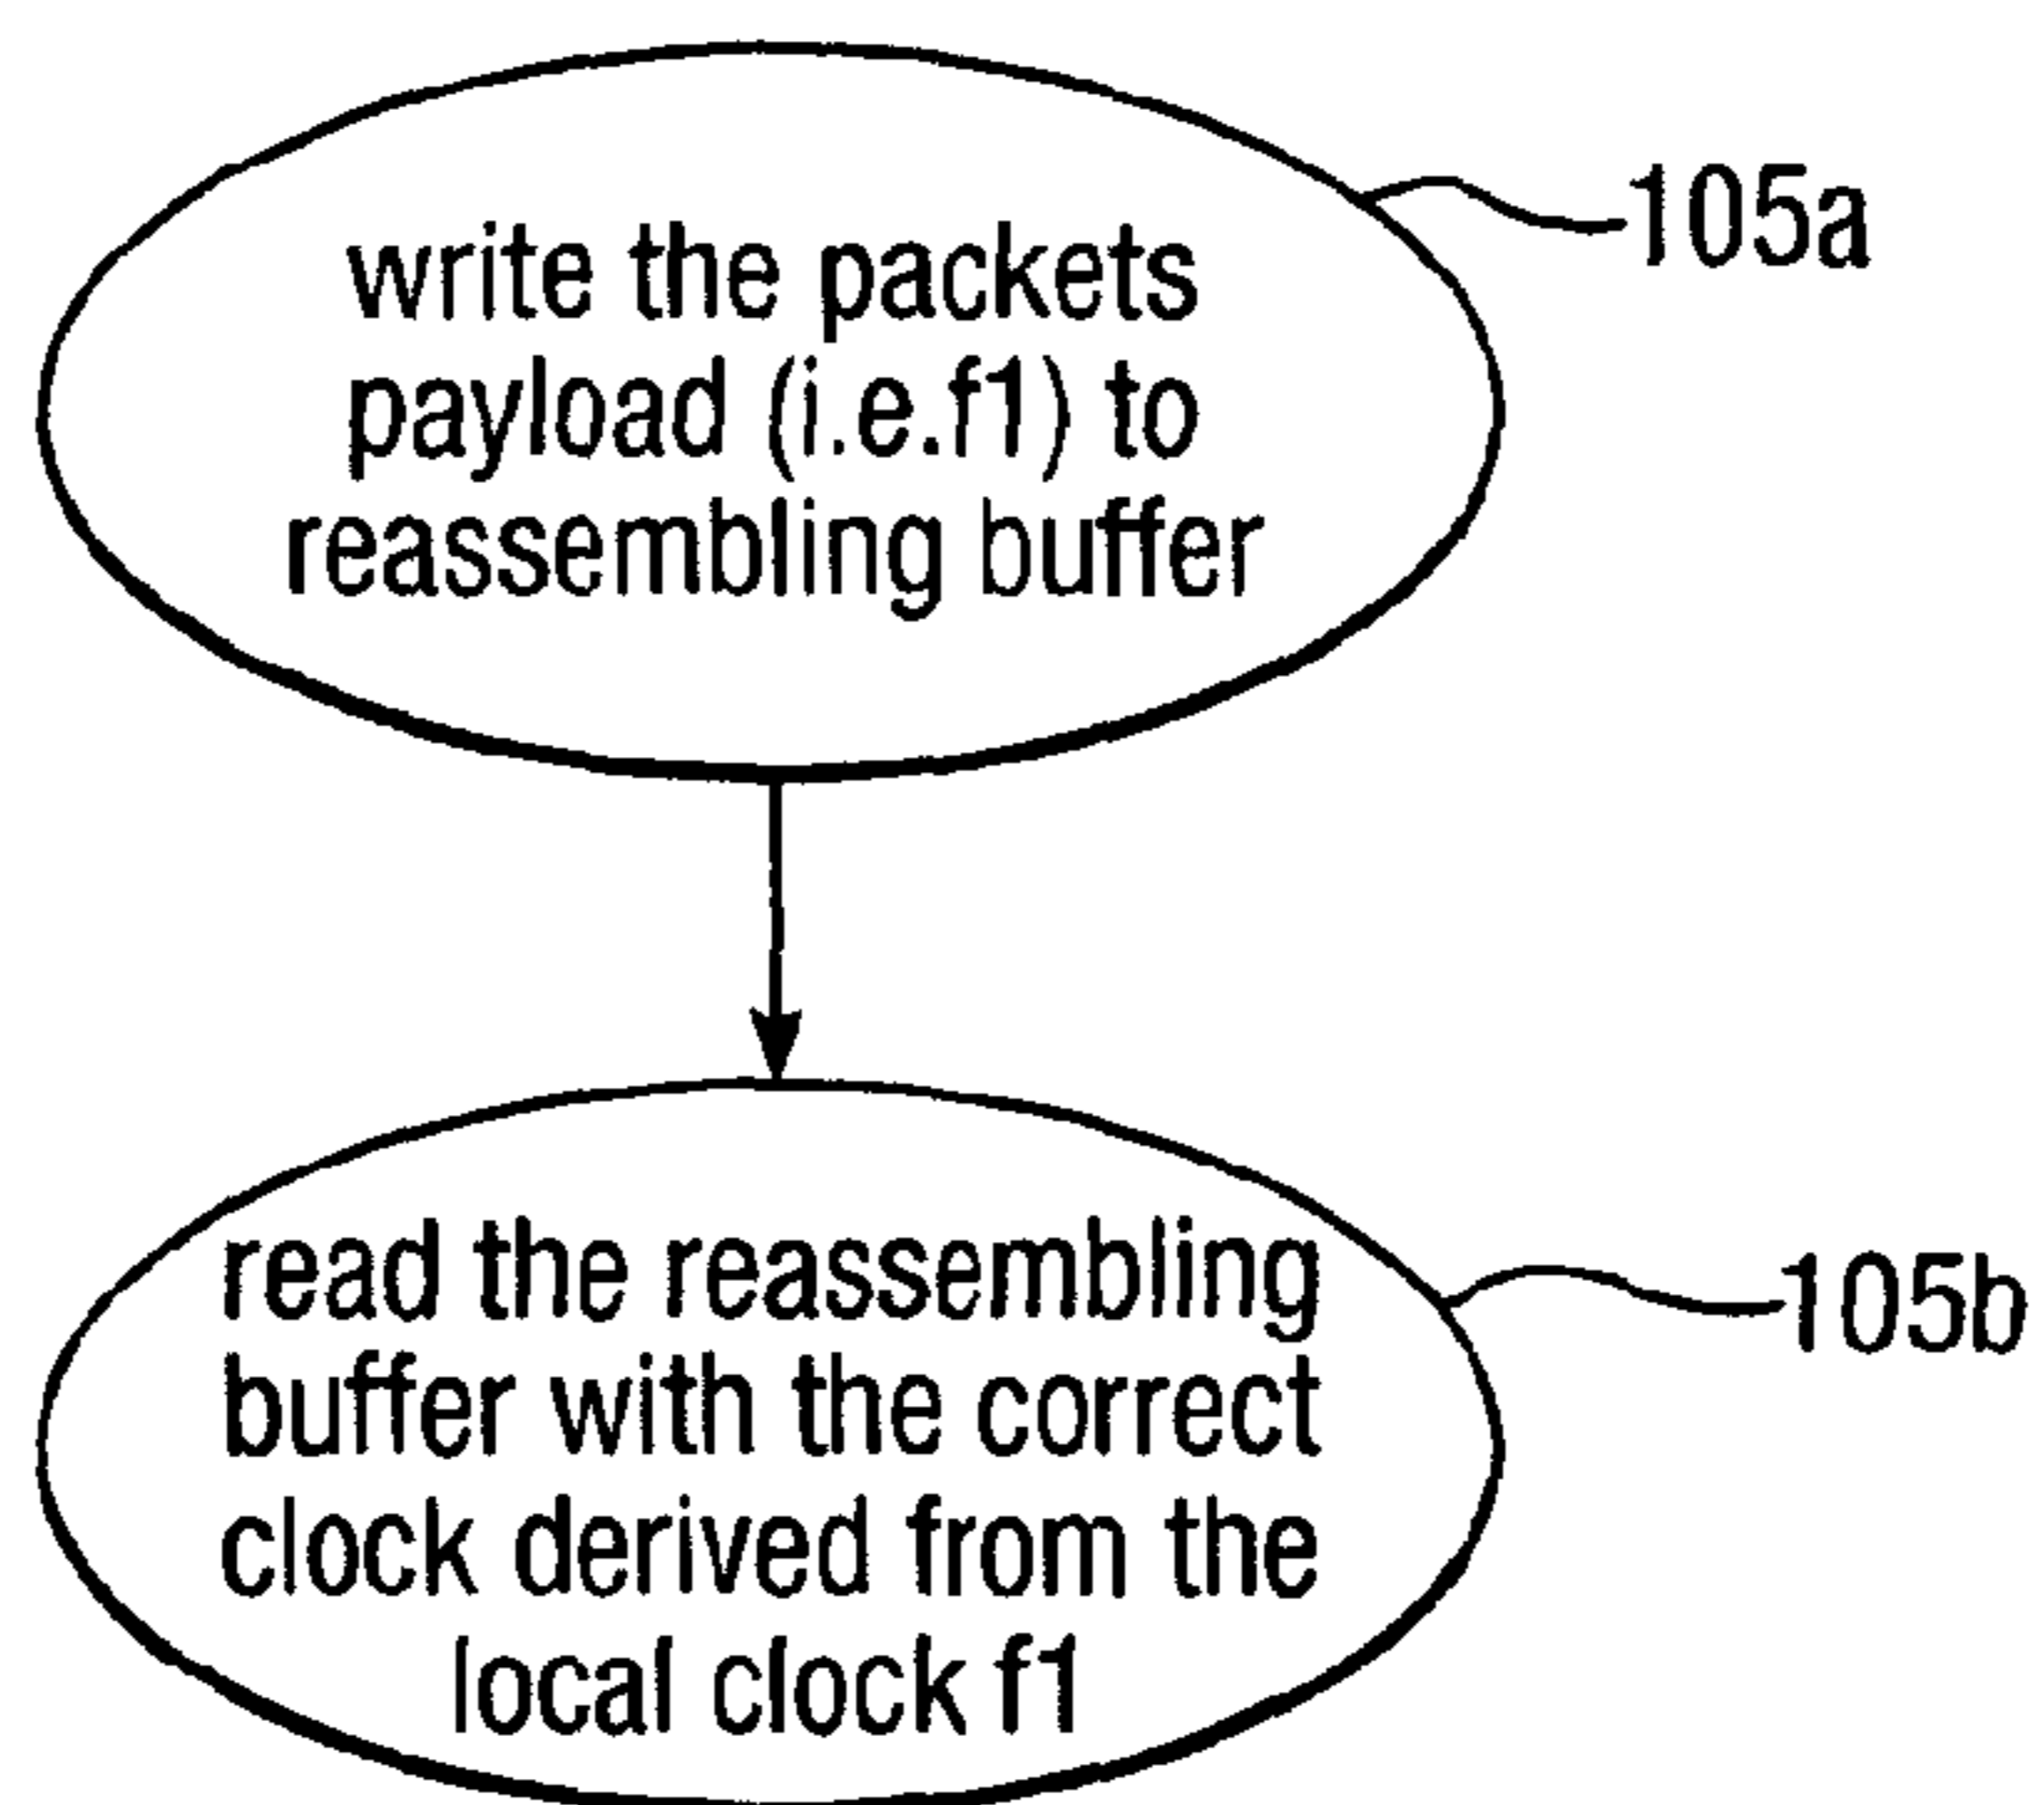 write the packets
payload (i.e.f1) to
reassembling buffer
105a
read the reassembling
buffer with the correct
clock derived from the
local clock f1
105b